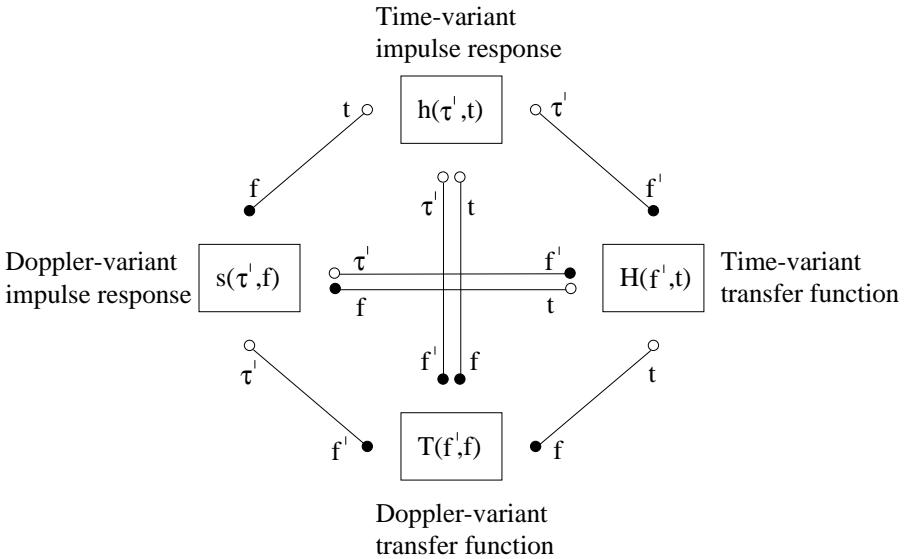 Time-variant
impulse response
t
h(τ',t)
τ'
f
f'
τ' t
Doppler-variant
impulse response
s(τ',f)
τ'
f'
f
t
H(f',t)
Time-variant
transfer function
τ'
f' f
t
f'
T(f',f)
f
Doppler-variant
transfer function